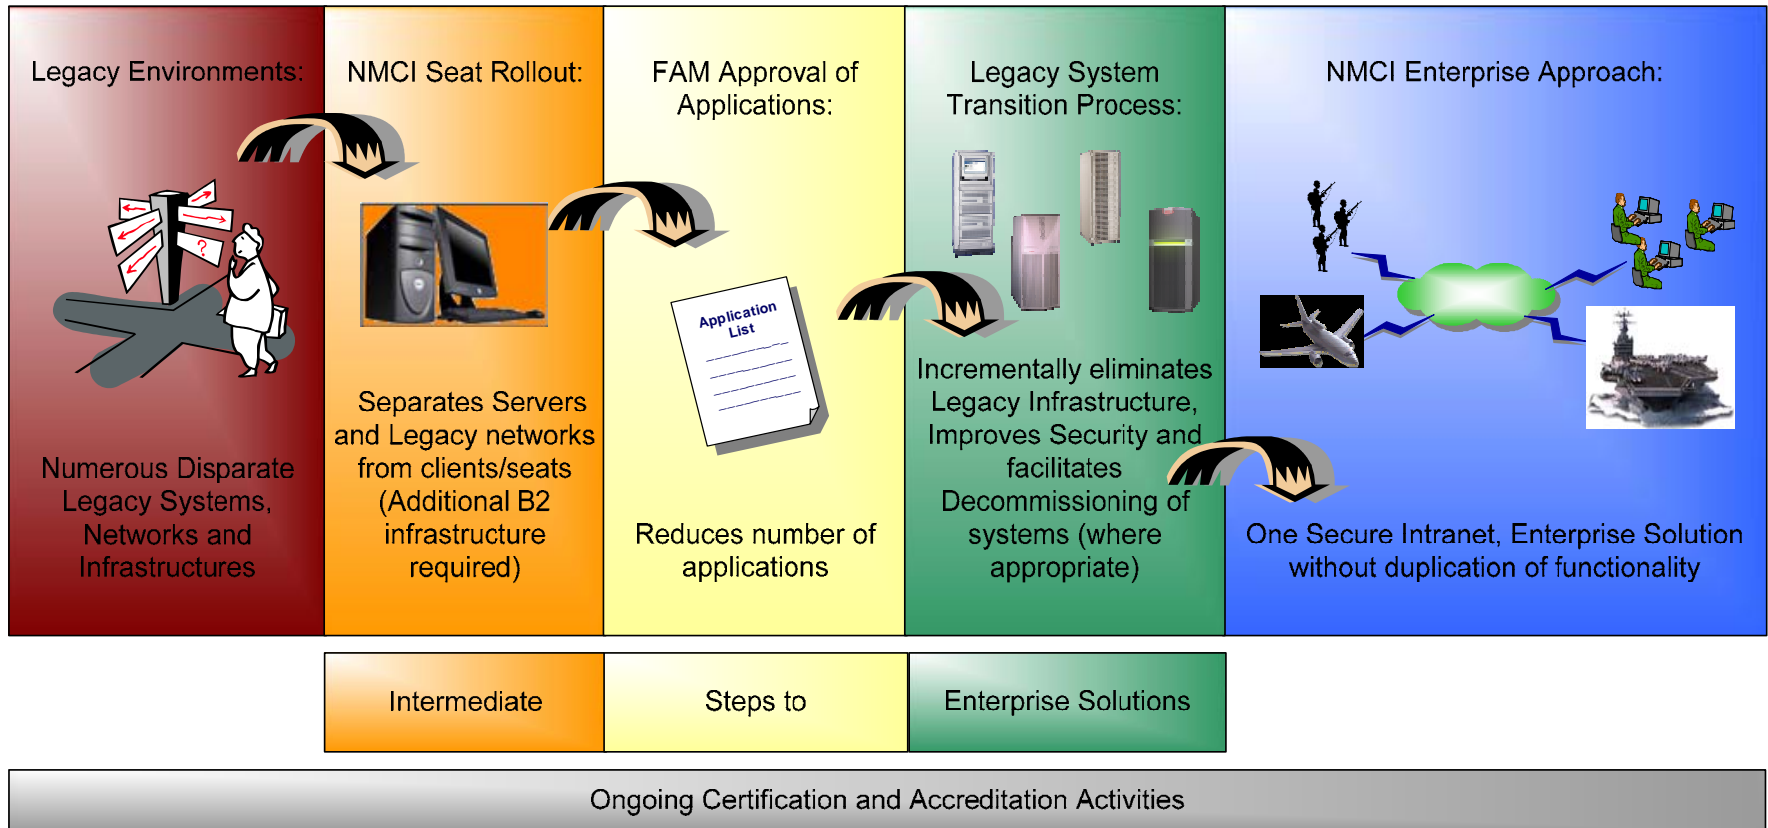 Legacy Environments:
?
Numerous Disparate
Legacy Systems,
Networks and
Infrastructures
NMCI Seat Rollout:
Separates Servers
and Legacy networks
from clients/seats
(Additional B2
infrastructure
required)
FAM Approval of
Applications:
Application
List
Reduces number of
applications
Legacy System
Transition Process:
Incrementally eliminates
Legacy Infrastructure,
Improves Security and
facilitates
Decommissioning of
systems (where
appropriate)
NMCI Enterprise Approach:
One Secure Intranet, Enterprise Solution
without duplication of functionality
Intermediate
Steps to
Enterprise Solutions
Ongoing Certification and Accreditation Activities